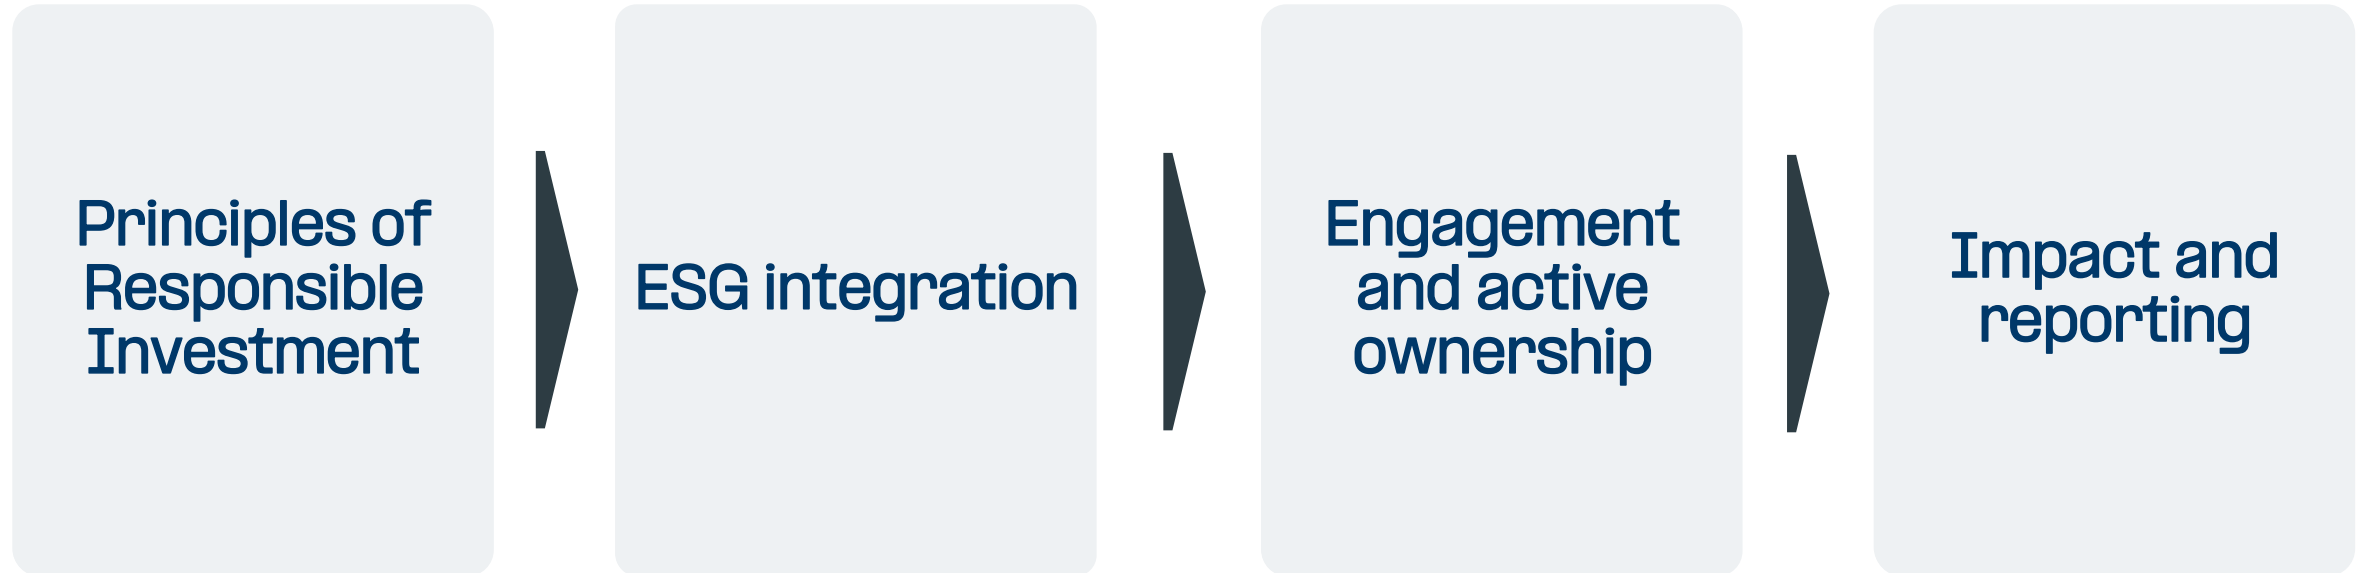 Principles of
Responsible
Investment
ESG integration
Engagement
and active
ownership
Impact and
reporting